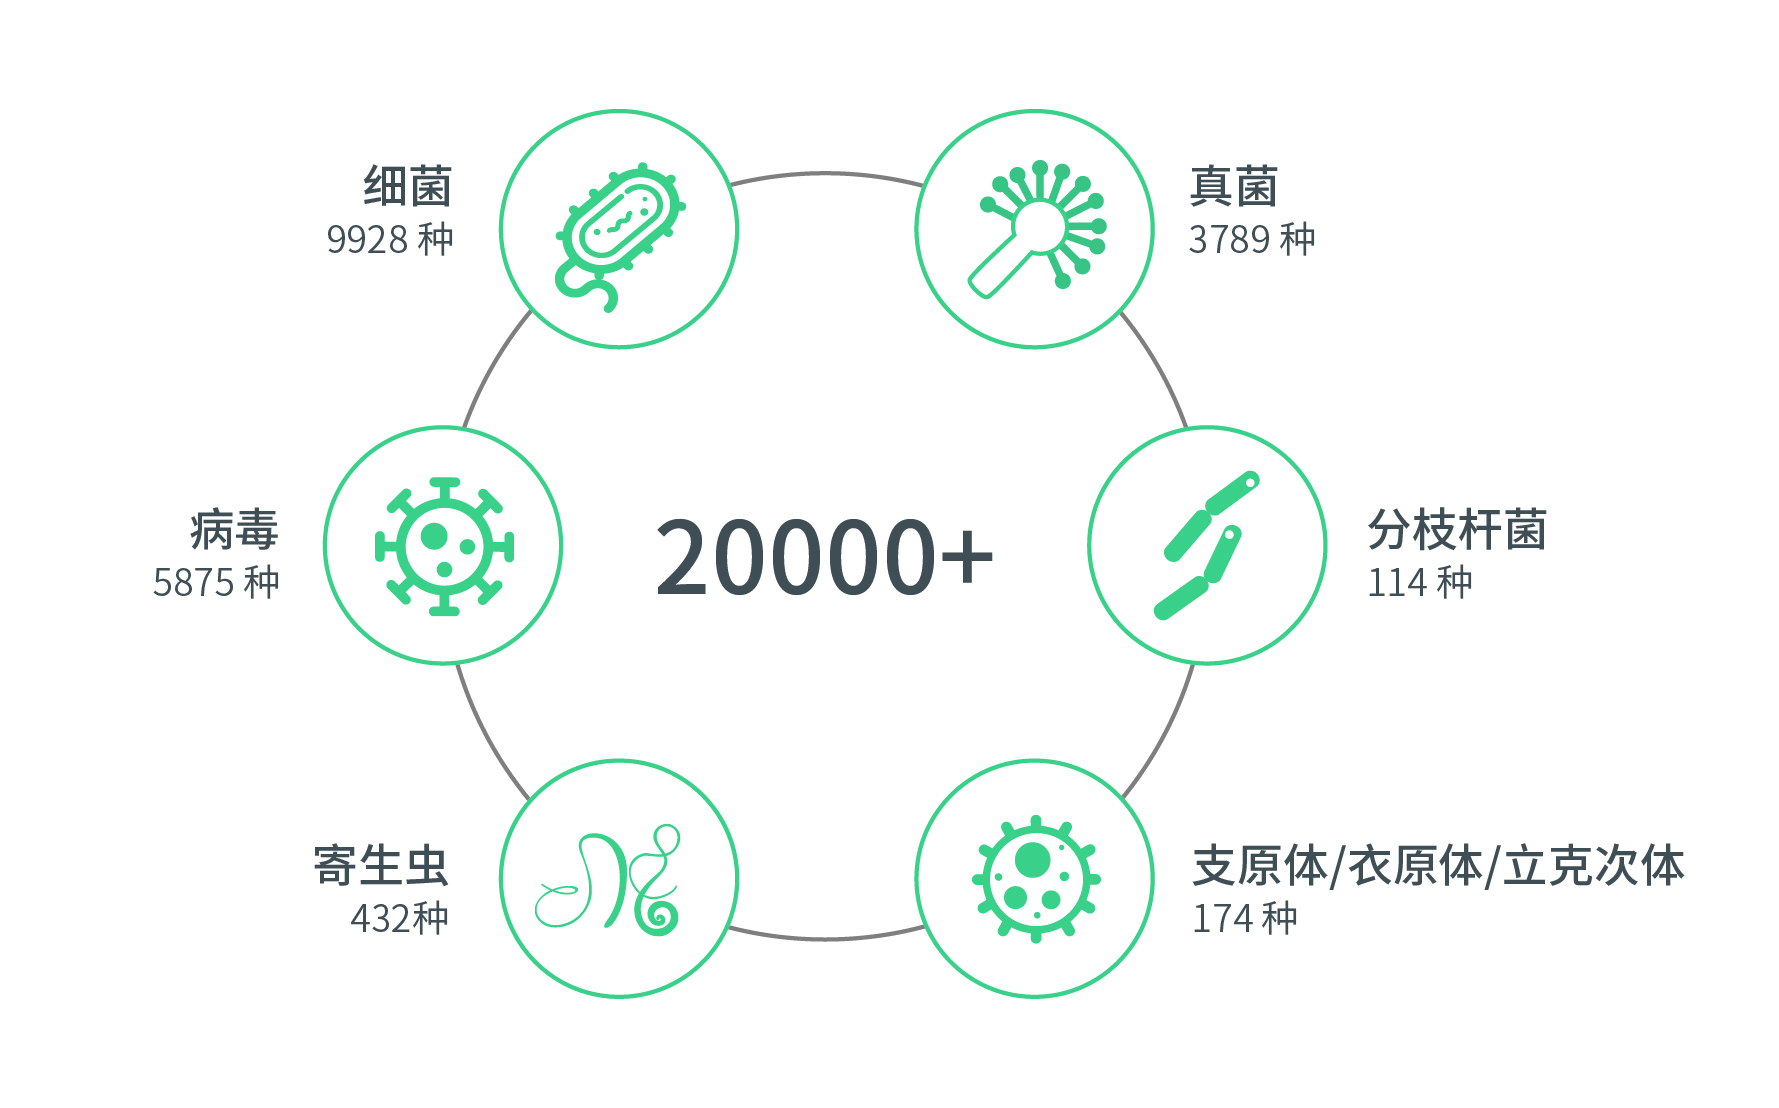 细菌
9928 种
真菌
3789 种
病毒
5875 种
20000+
分枝杆菌
114 种
寄生虫
432种
支原体/衣原体/立克次体
174 种